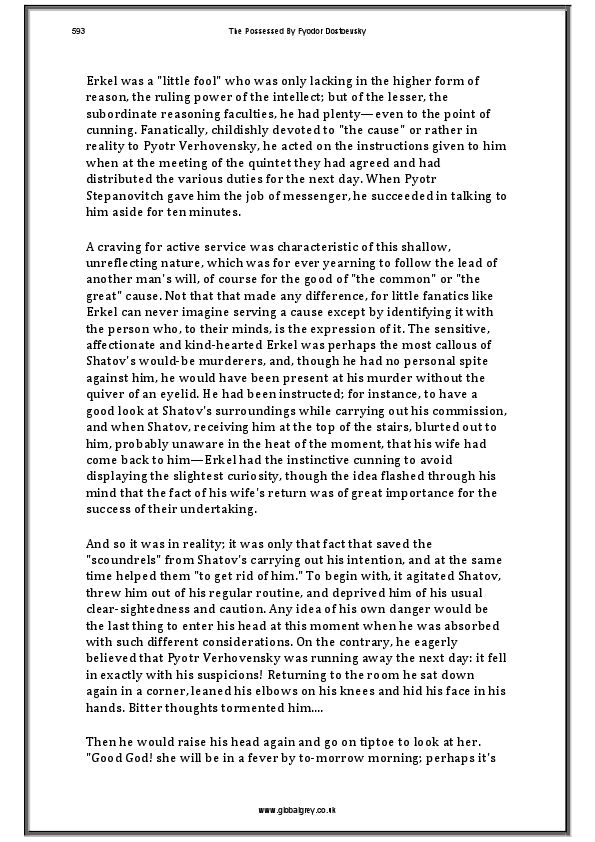 593
The Possessed By Fyodor Dostoevsky
Erkel was a "little fool" who was only lacking in the higher form of
reason, the ruling power of the intellect; but of the lesser, the
subordinate reasoning faculties, he had plenty—even to the point of
cunning. Fanatically, childishly devoted to "the cause" or rather in
reality to Pyotr Verhovensky, he acted on the instructions given to him
when at the meeting of the quintet they had agreed and had
distributed the various duties for the next day. When Pyotr
Stepanovitch gave him the job of messenger, he succeeded in talking to
him aside for ten minutes.
A craving for active service was characteristic of this shallow,
unreflecting nature, which was for ever yearning to follow the lead of
another man's will, of course for the good of "the common" or "the
great" cause. Not that that made any difference, for little fanatics like
Erkel can never imagine serving a cause except by identifying it with
the person who, to their minds, is the expression of it. The sensitive,
affectionate and kind-hearted Erkel was perhaps the most callous of
Shatov's would-be murderers, and, though he had no personal spite
against him, he would have been present at his murder without the
quiver of an eyelid. He had been instructed; for instance, to have a
good look at Shatov's surroundings while carrying out his commission,
and when Shatov, receiving him at the top of the stairs, blurted out to
him, probably unaware in the heat of the moment, that his wife had
come back to him—Erkel had the instinctive cunning to avoid
displaying the slightest curiosity, though the idea flashed through his
mind that the fact of his wife's return was of great importance for the
success of their undertaking.
And so it was in reality; it was only that fact that saved the
"scoundrels" from Shatov's carrying out his intention, and at the same
time helped them "to get rid of him." To begin with, it agitated Shatov,
threw him out of his regular routine, and deprived him of his usual
clear-sightedness and caution. Any idea of his own danger would be
the last thing to enter his head at this moment when he was absorbed
with such different considerations. On the contrary, he eagerly
believed that Pyotr Verhovensky was running away the next day: it fell
in exactly with his suspicions! Returning to the room he sat down
again in a corner, leaned his elbows on his knees and hid his face in his
hands. Bitter thoughts tormented him....
Then he would raise his head again and go on tiptoe to look at her.
"Good God! she will be in a fever by to-morrow morning; perhaps it's
www.globalgrey.co.uk